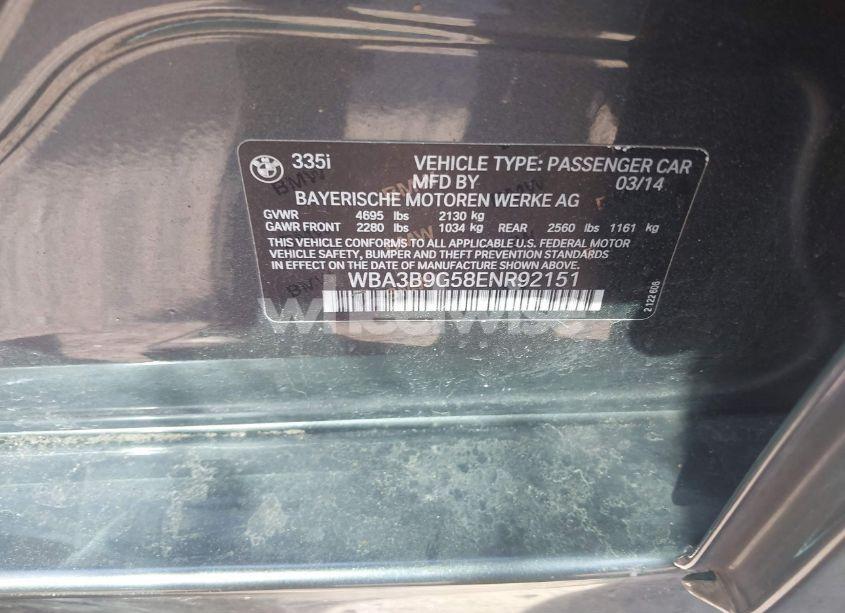 335i VEHICLE TYPE: PASSENGER CAR
MFD BY 03/14
BAYERISCHE MOTOREN WERKE AG
GVWR 4695 lbs 2130 kg
GAWR FRONT 2280 lbs 1034 kg REAR 2560 lbs 1161 kg
THIS VEHICLE CONFORMS TO ALL APPLICABLE U.S. FEDERAL MOTOR
VEHICLE SAFETY, BUMPER AND THEFT PREVENTION STANDARDS
IN EFFECT ON THE DATE OF MANUFACTURE SHOWN ABOVE.
WBA3B9G58ENR92151
2 122 608